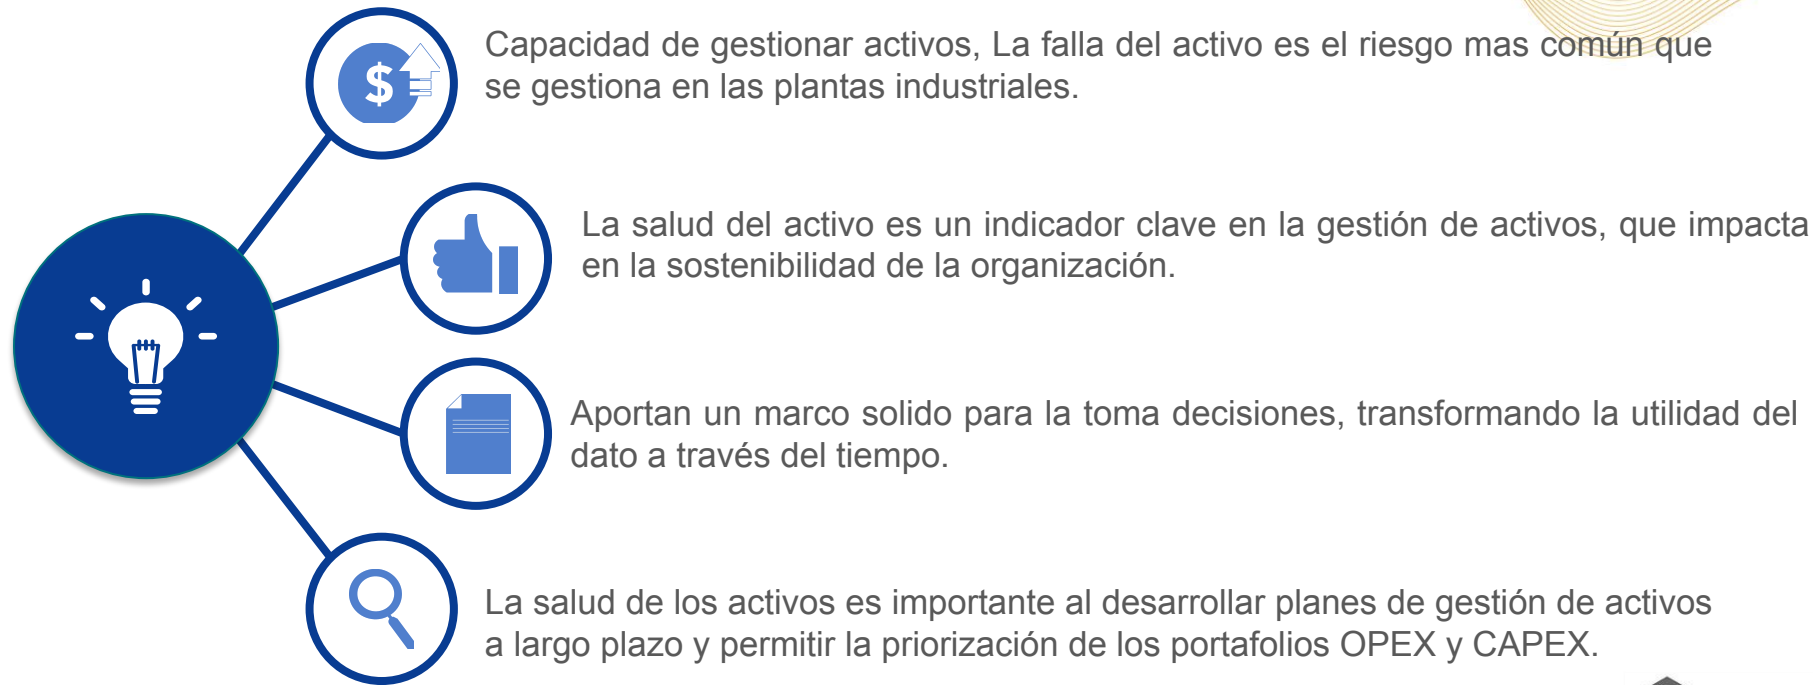 $
Capacidad de gestionar activos, La falla del activo es el riesgo mas común que
se gestiona en las plantas industriales.
La salud del activo es un indicador clave en la gestión de activos, que impacta
en la sostenibilidad de la organización.
Aportan un marco solido para la toma decisiones, transformando la utilidad del
dato a través del tiempo.
La salud de los activos es importante al desarrollar planes de gestión de activos
a largo plazo y permitir la priorización de los portafolios OPEX y CAPEX.